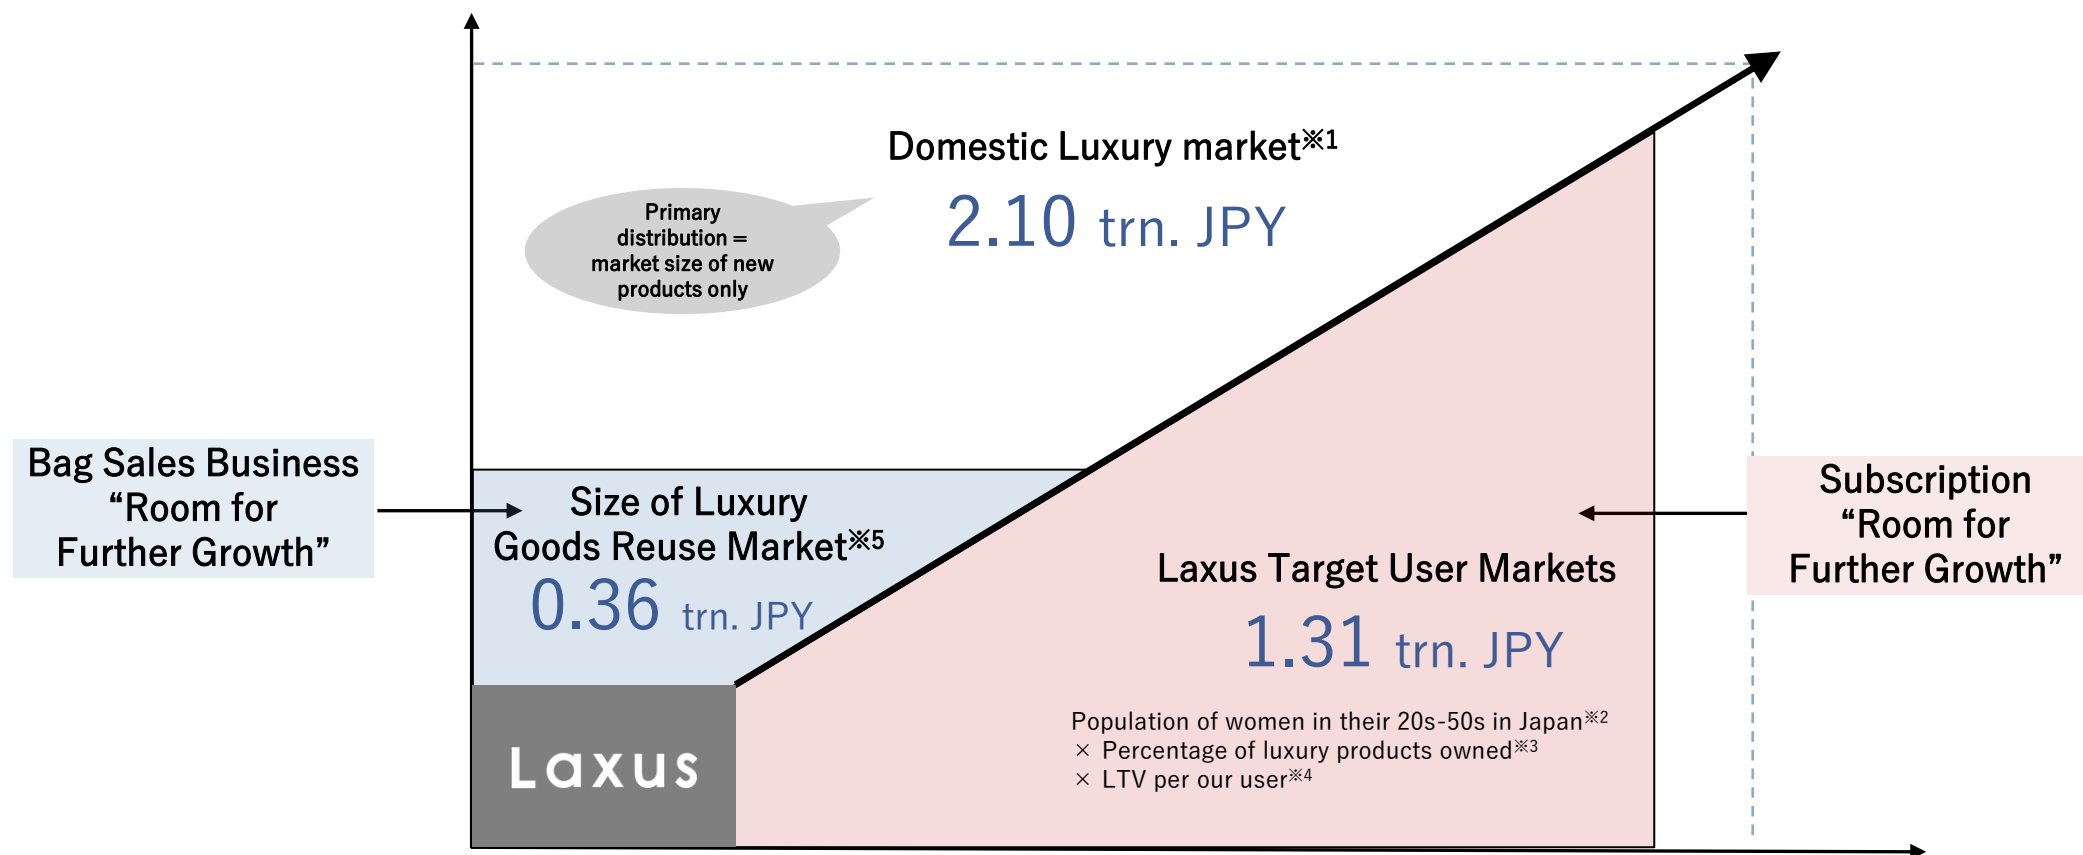 Domestic Luxury market※1
2.10 trn. JPY
Primary
distribution =
market size of new
products only
Bag Sales Business
“Room for
Further Growth”
Size of Luxury
Goods Reuse Market※5
0.36 trn. JPY
Subscription
“Room for
Further Growth”
Laxus Target User Markets
1.31 trn. JPY
Population of women in their 20s-50s in Japan※2
× Percentage of luxury products owned※3
× LTV per our user※4
Laxus